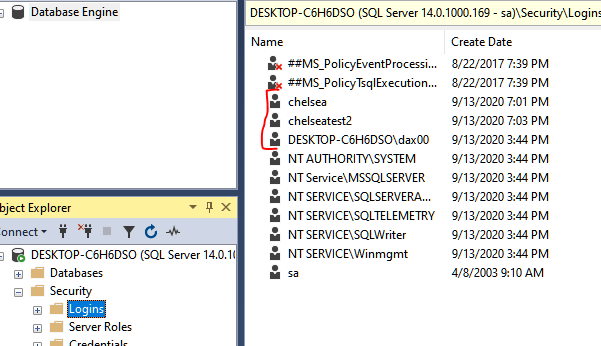 Database Engine
DESKTOP-C6H6DSO (SQL Server 14.0.1000.169 - sa)\Security\Logins
Name Create Date
##MS_PolicyEventProcessi... 8/22/2017 7:39 PM
##MS_PolicyTsqlExecution... 8/22/2017 7:39 PM
chelsea 9/13/2020 7:01 PM
chelseatest2 9/13/2020 7:03 PM
DESKTOP-C6H6DSO\dax00 9/13/2020 3:44 PM
NT AUTHORITY\SYSTEM 9/13/2020 3:44 PM
NT Service\MSSQLSERVER 9/13/2020 3:44 PM
NT SERVICE\SQLSERVERA... 9/13/2020 3:44 PM
NT SERVICE\SQLTELEMETRY 9/13/2020 3:44 PM
NT SERVICE\SQLWriter 9/13/2020 3:44 PM
NT SERVICE\Winmgmt 9/13/2020 3:44 PM
sa 4/8/2003 9:10 AM
bject Explorer
onnect
DESKTOP-C6H6DSO (SQL Server 14.0.10
Databases
Security
Logins
Server Roles
Credentials